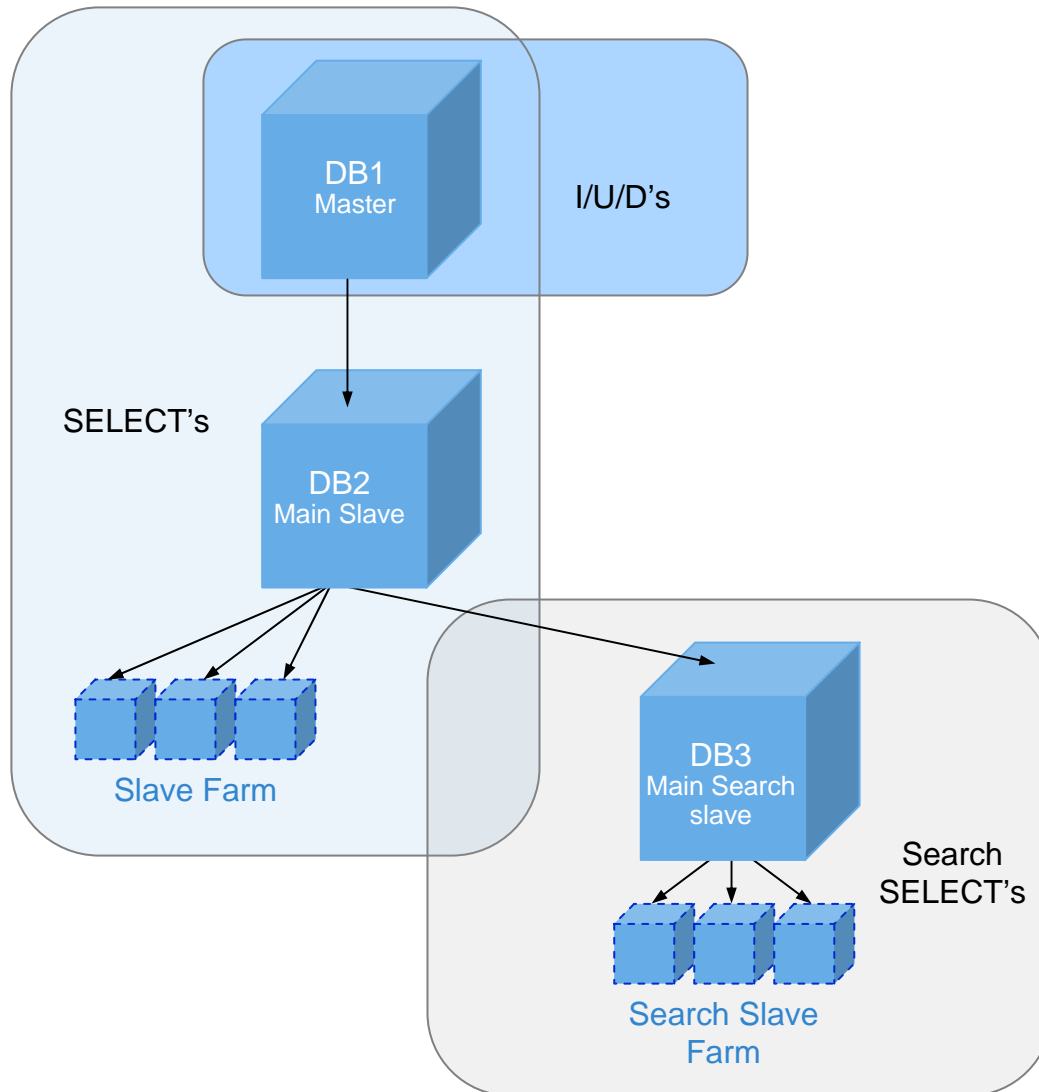 DB1
Master
I/U/D’s
SELECT’s
DB2
Main Slave
Slave Farm
DB3
Main Search
slave
Search
SELECT’s
Search Slave
Farm